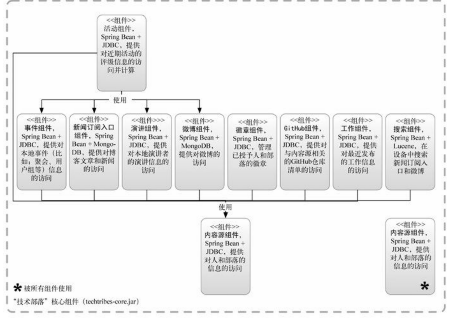 <<组件>>
活动组件，
Spring Bean +
JDBC，提供
对近期活动的
评级信息的访
问并计算
使用
<<组件>>
事件组件，
Spring Bean +
JDBC，提供对
本地事件（比
如，聚会、用
户组等）信息
的访问
<<组件>>
新闻订阅入口
组件，Spring
Bean + Mongo-
DB，提供对博
客文章和新闻
的访问
<<组件>>
演讲组件，
Spring Bean +
JDBC，提供
对本地演讲者
的演讲信息的
访问
<<组件>>
微博组件，
Spring Bean +
MongoDB，
提供对微博的
访问
<<组件>>
徽章组件，
Spring Bean +
JDBC，管理
已授予人和部
落的徽章
<<组件>>
GitHub组件，
Spring Bean +
JDBC，提供对
与内容源相关
的GitHub仓库
清单的访问
<<组件>>
工作组件，
Spring Bean +
JDBC，提供
对最近发布的
工作信息的访
问
<<组件>>
搜索组件，
Spring Bean +
Lucene，在
设备中搜索
新闻订阅入
口和微博
使用
<<组件>>
内容源组件，
Spring Bean +
JDBC，提供
对人和部落的
信息的访问
<<组件>>
内容源组件，
Spring Bean +
JDBC，提供
对人和部落的
信息的访问
*
* 被所有组件使用
“技术部落”核心组件（techtribes-core.jar）